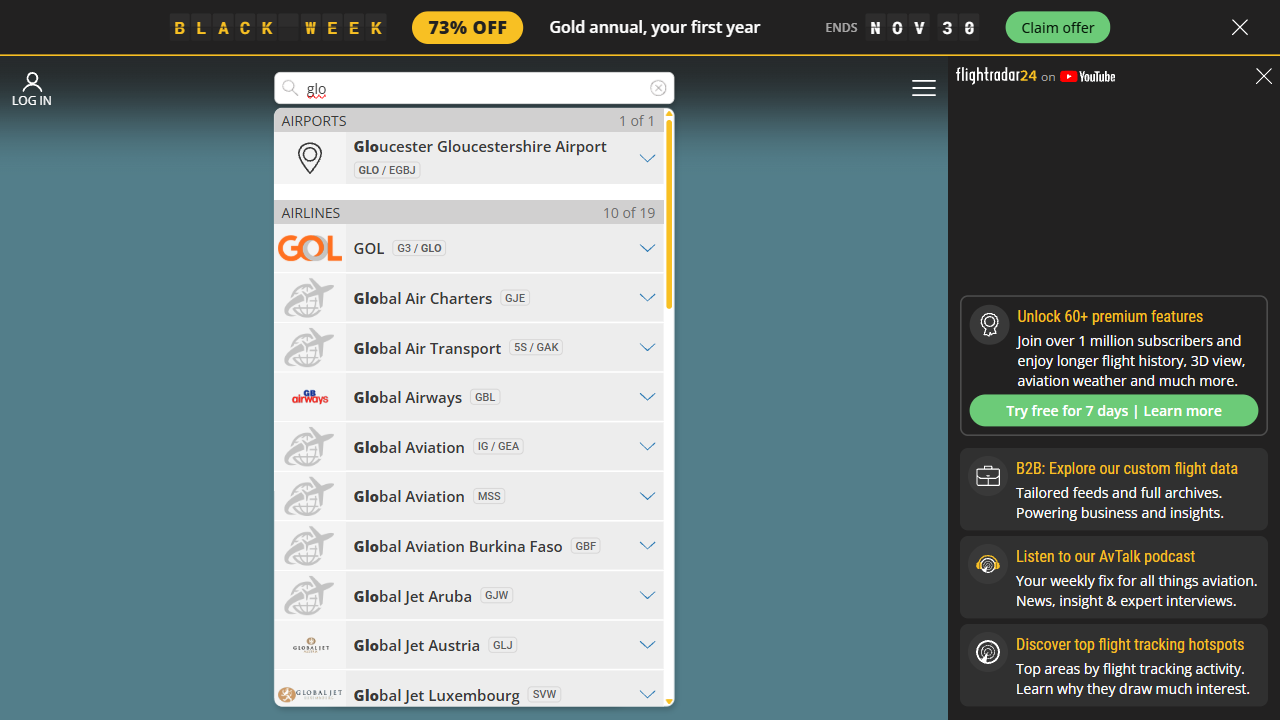 BLACK WEEK
73% OFF
Gold annual, your first year
ENDS NOV 30
Claim offer
LOG IN
glo
flightradar24 on YouTube
AIRPORTS 1 of 1
Gloucester Gloucestershire Airport
GLO / EGBJ
AIRLINES 10 of 19
GOL GOL G3 / GLO
Global Air Charters GJE
Global Air Transport 5S / GAK
GB airways Global Airways GBL
Global Aviation IG / GEA
Global Aviation MSS
Global Aviation Burkina Faso GBF
Global Jet Aruba GJW
GLOBAL JET Global Jet Austria GLJ
GLOBAL JET Global Jet Luxembourg SVW
Unlock 60+ premium features
Join over 1 million subscribers and
enjoy longer flight history, 3D view,
aviation weather and much more.
Try free for 7 days | Learn more
B2B: Explore our custom flight data
Tailored feeds and full archives.
Powering business and insights.
Listen to our AvTalk podcast
Your weekly fix for all things aviation.
News, insight & expert interviews.
Discover top flight tracking hotspots
Top areas by flight tracking activity.
Learn why they draw much interest.